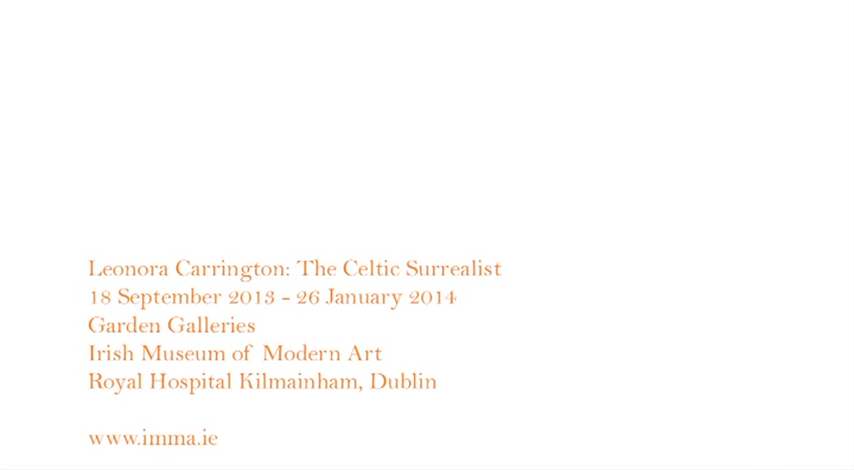 Leonora Carrington: The Celtic Surrealist
18 September 2013 - 26 January 2014
Garden Galleries
Irish Museum of Modern Art
Royal Hospital Kilmainham, Dublin
www.imma.ie